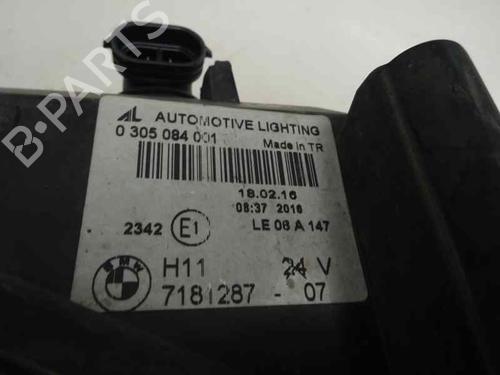 AL AUTOMOTIVE LIGHTING
0 305 084 001
Made in TR
18.02.16
08:37 2016
2342 E1 LE 06 A 147
BMW
H11 24 V
7181287 - 07
B-PARTS